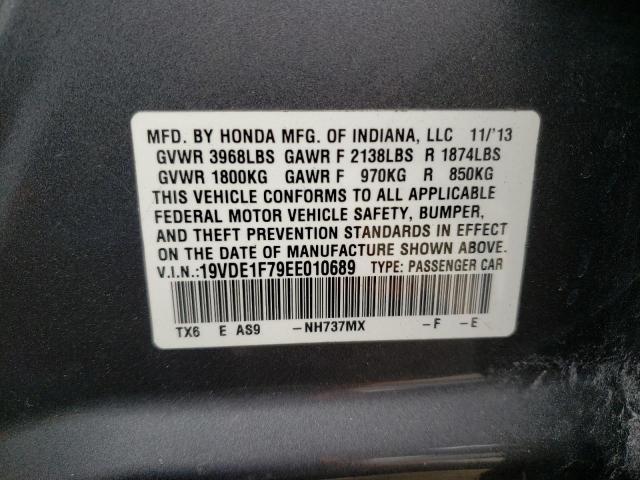 MFD. BY HONDA MFG. OF INDIANA, LLC 11/'13
GVWR 3968LBS GAWR F 2138LBS R 1874LBS
GVWR 1800KG GAWR F 970KG R 850KG
THIS VEHICLE CONFORMS TO ALL APPLICABLE
FEDERAL MOTOR VEHICLE SAFETY, BUMPER,
AND THEFT PREVENTION STANDARDS IN EFFECT
ON THE DATE OF MANUFACTURE SHOWN ABOVE.
V.I.N.:19VDE1F79EE010689 TYPE: PASSENGER CAR
TX6 E AS9 -NH737MX -F -E